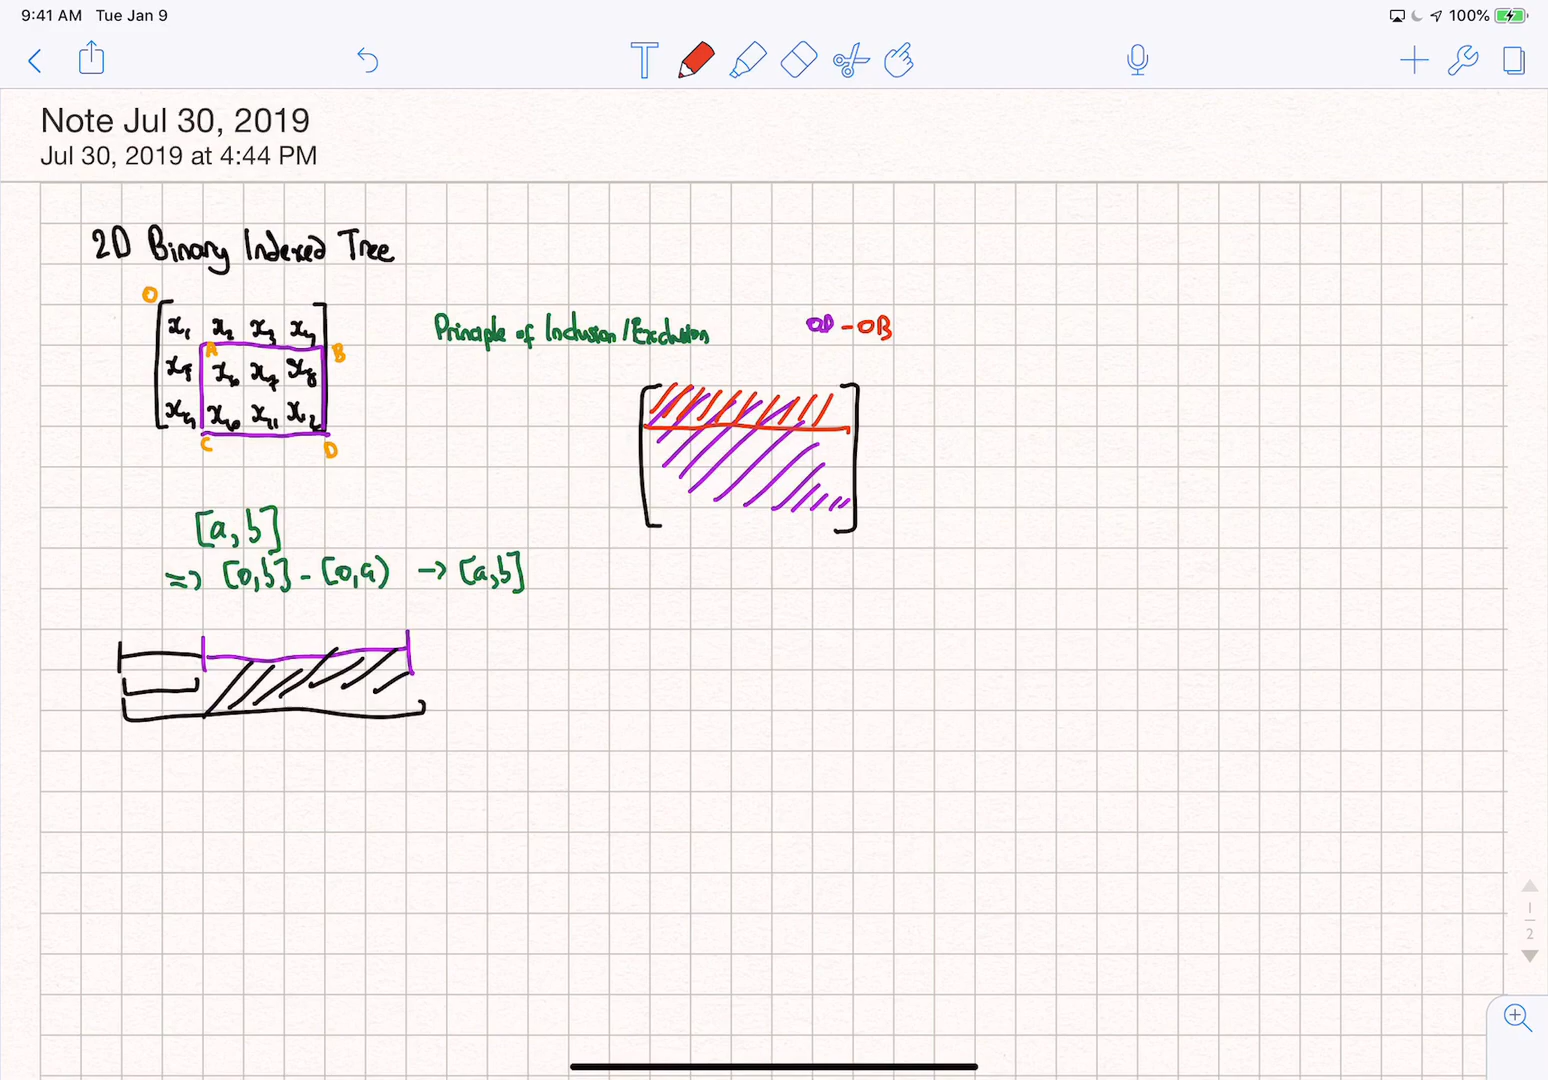 9:41 AM Tue Jan 9
100%
Note Jul 30, 2019
Jul 30, 2019 at 4:44 PM
2D Binary Indexed Tree
O
x₁ x₂ x₃ x₄
A B
x₅ x₆ x₇ x₈
x₉ x₁₀ x₁₁ x₁₂
C D
Principle of Inclusion/Exclusion
OD - OB
[a, b]
=> [0,b] - [0,a) → [a,b]
1
2